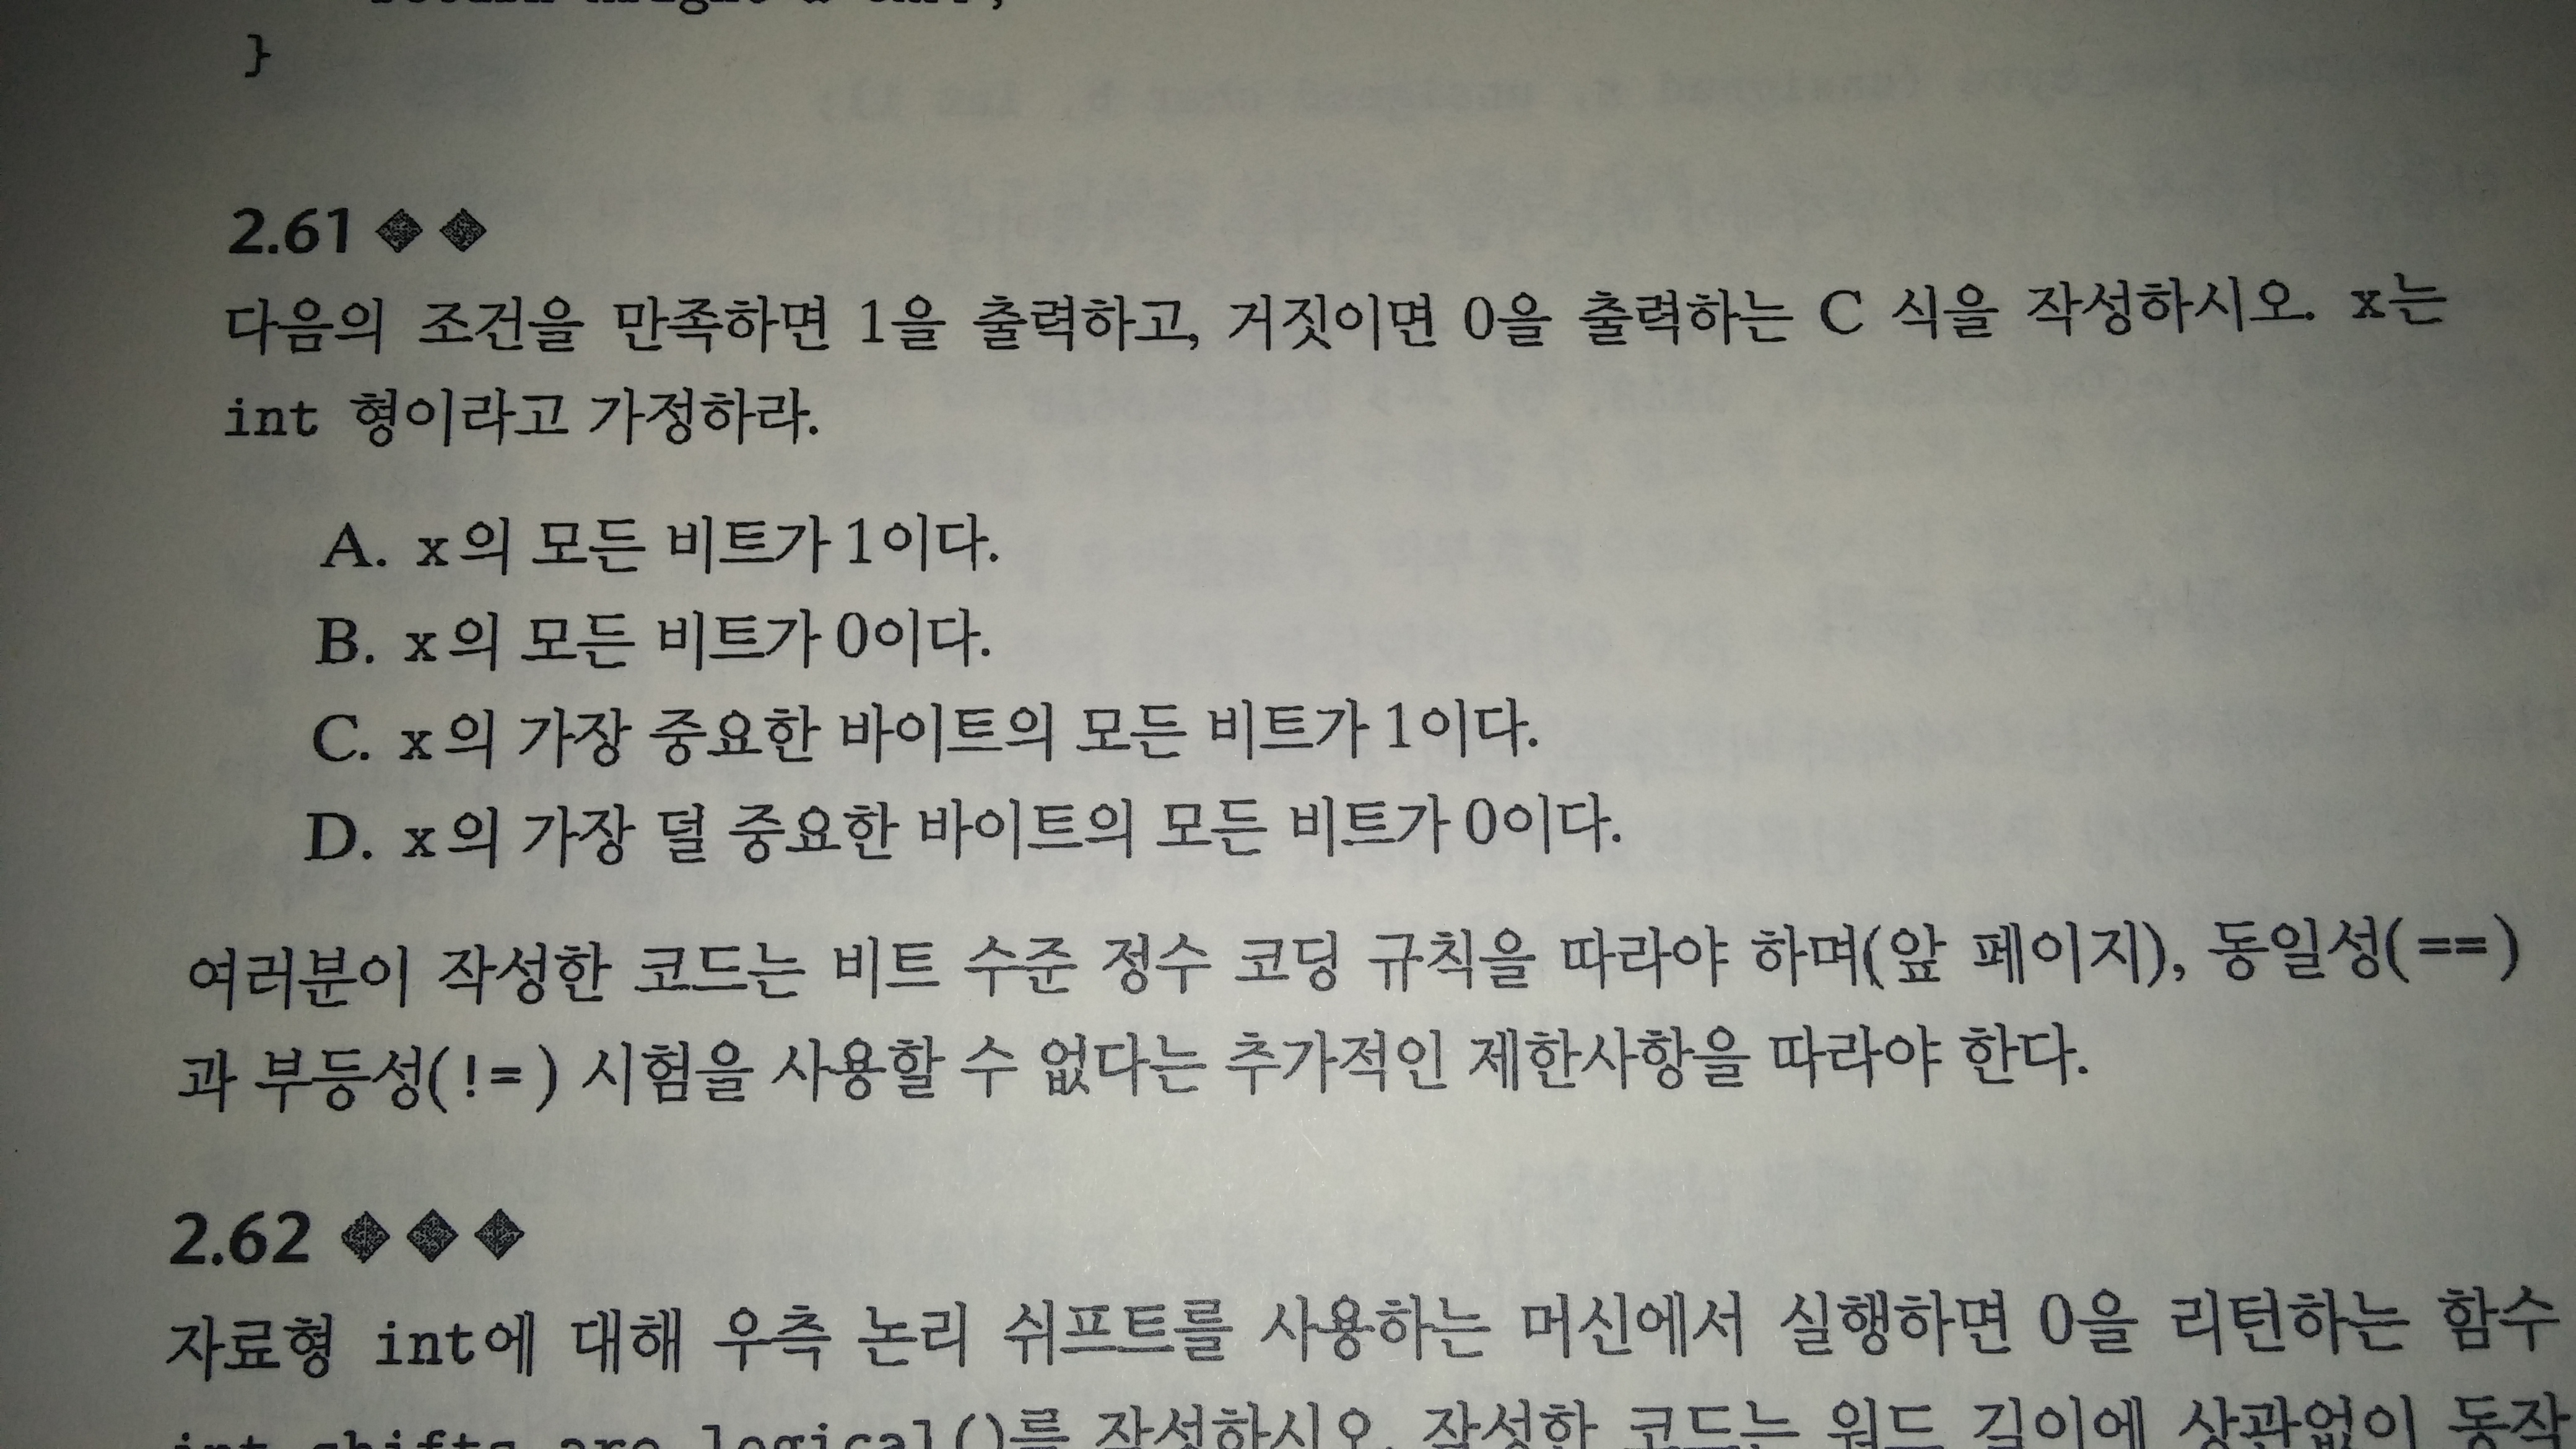 }
2.61 ◆◆
다음의 조건을 만족하면 1을 출력하고, 거짓이면 0을 출력하는 C 식을 작성하시오. x는
int 형이라고 가정하라.
A. x의 모든 비트가 1이다.
B. x의 모든 비트가 0이다.
C. x의 가장 중요한 바이트의 모든 비트가 1이다.
D. x의 가장 덜 중요한 바이트의 모든 비트가 0이다.
여러분이 작성한 코드는 비트 수준 정수 코딩 규칙을 따라야 하며(앞 페이지), 동일성(==)
과 부등성(!=) 시험을 사용할 수 없다는 추가적인 제한사항을 따라야 한다.
2.62 ◆◆◆
자료형 int에 대해 우측 논리 쉬프트를 사용하는 머신에서 실행하면 0을 리턴하는 함수
int shifts are logical()를 작성하시오. 작성한 코드는 워드 길이에 상관없이 동작